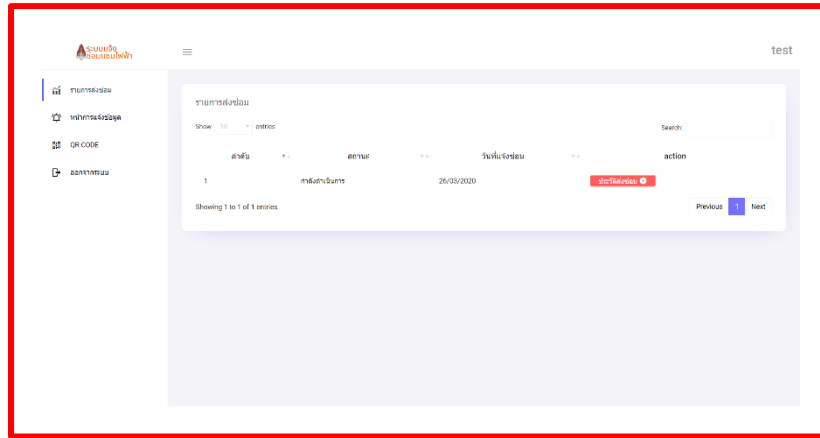 ระบบแจ้ง
ซ่อมแซมไฟฟ้า
test
รายการส่งซ่อม
หน้าการแจ้งข้อมูล
QR CODE
ออกจากระบบ
รายการส่งซ่อม
Show 10 entries
Search:
ลำดับ สถานะ วันที่แจ้งซ่อม action
1 กำลังดำเนินการ 26/03/2020 ประวัติส่งซ่อม
Showing 1 to 1 of 1 entries
Previous 1 Next